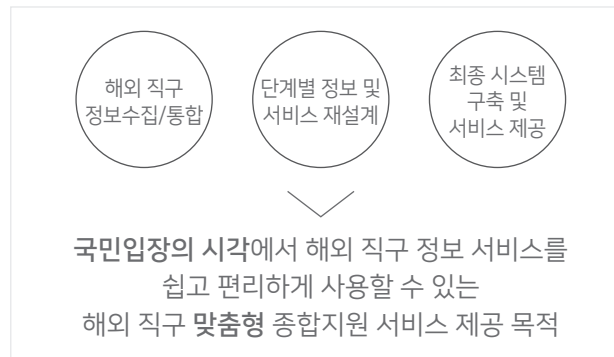 해외 직구
정보수집/통합
단계별 정보 및
서비스 재설계
최종 시스템
구축 및
서비스 제공
국민입장의 시각에서 해외 직구 정보 서비스를
쉽고 편리하게 사용할 수 있는
해외 직구 맞춤형 종합지원 서비스 제공 목적